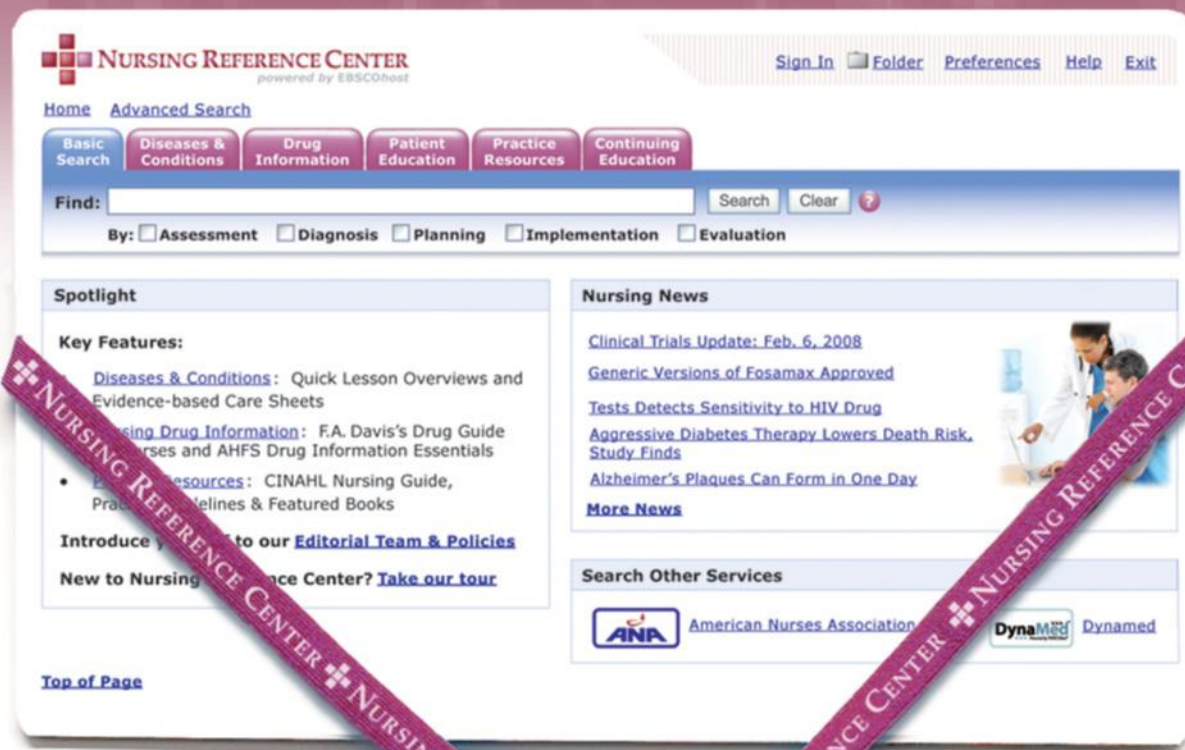 NURSING REFERENCE CENTER
powered by EBSCOhost
Sign In Folder Preferences Help Exit
Home Advanced Search
Basic Search
Diseases & Conditions
Drug Information
Patient Education
Practice Resources
Continuing Education
Find: Search Clear ?
By: Assessment Diagnosis Planning Implementation Evaluation
Spotlight
Key Features:
Diseases & Conditions: Quick Lesson Overviews and
Evidence-based Care Sheets
Drug Information: F.A. Davis's Drug Guide
and AHFS Drug Information Essentials
CINAHL Nursing Guide,
& Featured Books
Introduce to our Editorial Team & Policies
New to Nursing Center? Take our tour
Top of Page
Nursing News
Clinical Trials Update: Feb. 6, 2008
Generic Versions of Fosamax Approved
Tests Detects Sensitivity to HIV Drug
Aggressive Diabetes Therapy Lowers Death Risk,
Study Finds
Alzheimer's Plaques Can Form in One Day
More News
Search Other Services
ANA American Nurses Association
DynaMed Dynamed
NURSING REFERENCE CENTER NURSIN
NCE CENTER NURSING REFERENCE C